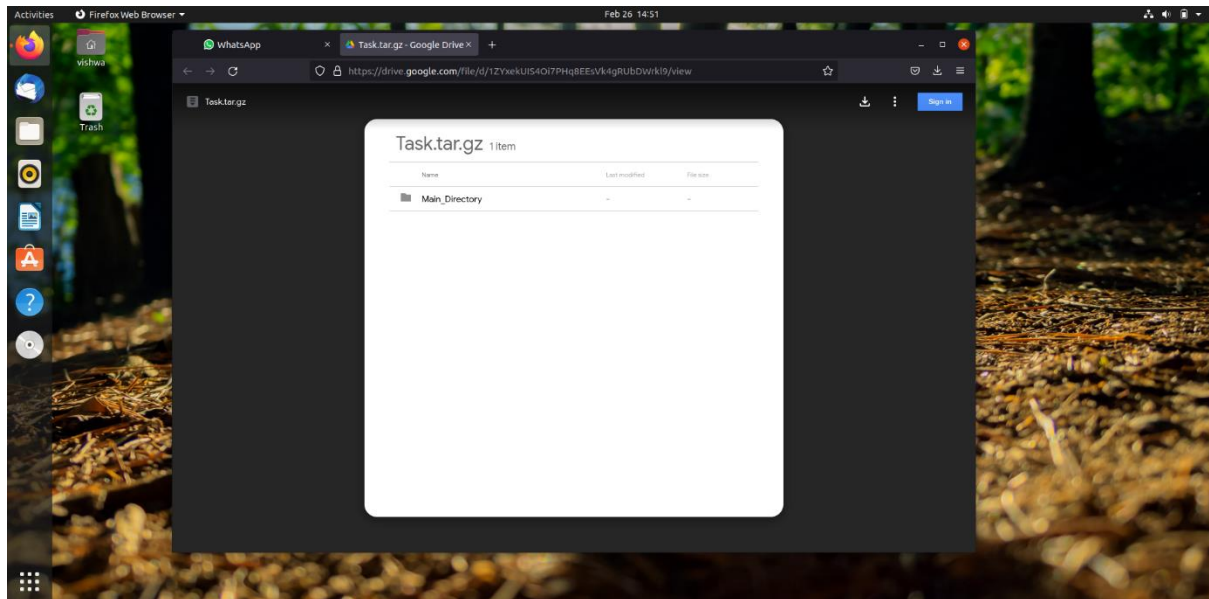 Activities Firefox Web Browser Feb 26 14:51
vishwa
Trash
WhatsApp Task.tar.gz - Google Drive
https://drive.google.com/file/d/1ZYxekUIS4Oi7PHq8EEsVk4gRUbDWrkl9/view
Task.tar.gz Sign in
Task.tar.gz 1 item
Name Last modified File size
Main_Directory - -